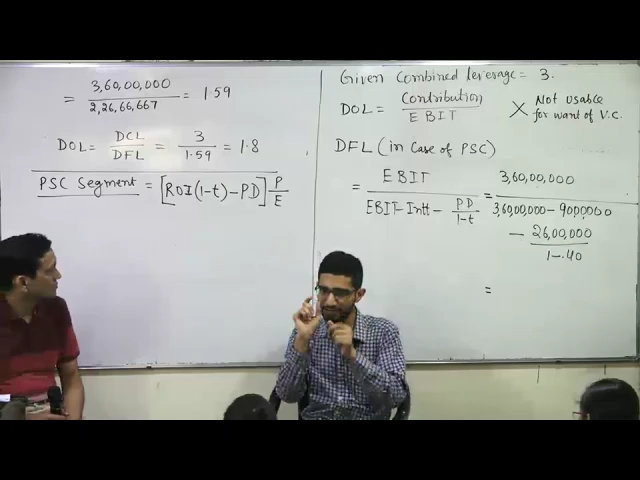 3,60,00,000
= 2,26,66,667 = 1.59
DOL = DCL / DFL = 3 / 1.59 = 1.8
PSC Segment = [ROI(1-t) - PD] P/E
Given Combined leverage = 3.
DOL = Contribution / EBIT X Not usable for want of V.C.
DFL (in Case of PSC)
= EBIT / EBIT - Intt - PD/1-t = 3,60,00,000 / 3,60,00,000 - 9000000
- 26,00,000 / 1-.40
=